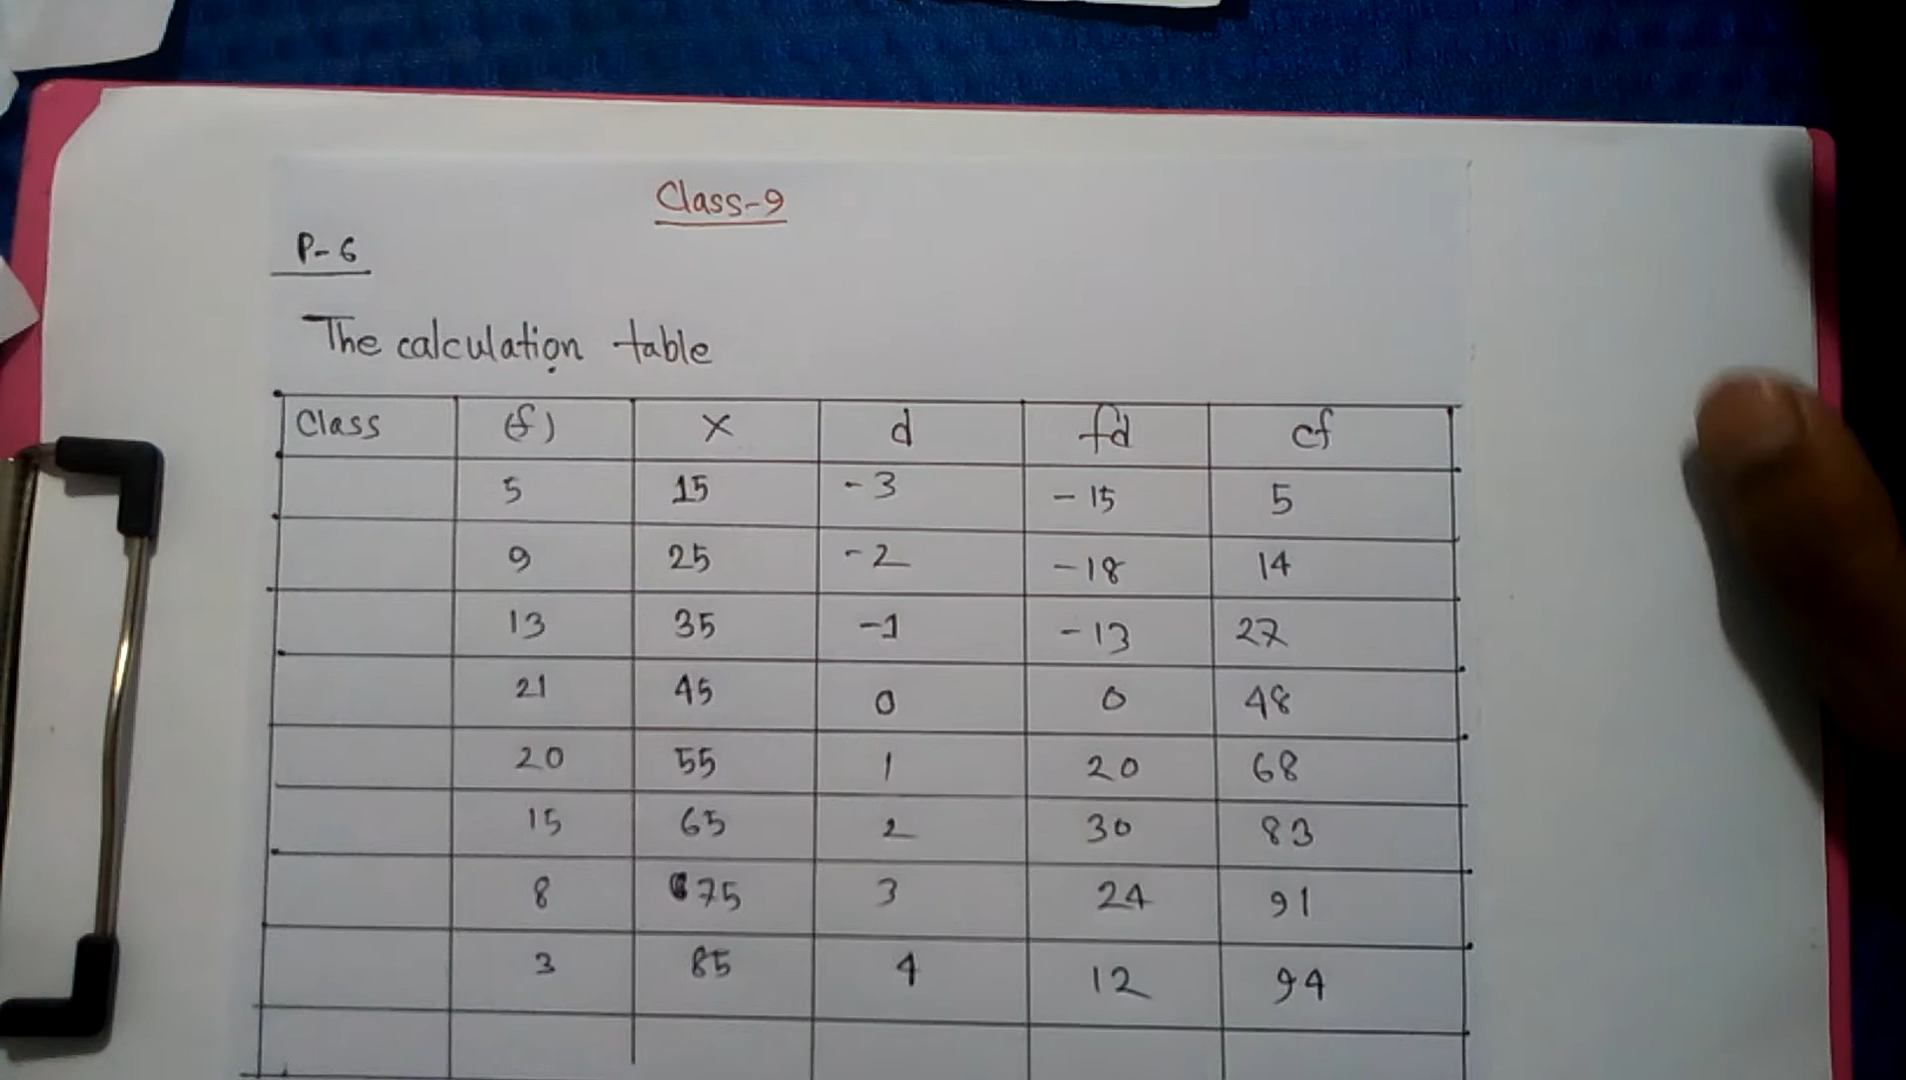 Class-9
P-6
The calculation table
Class (f) x d fd cf
5 15 -3 -15 5
9 25 -2 -18 14
13 35 -1 -13 27
21 45 0 0 48
20 55 1 20 68
15 65 2 30 83
8 75 3 24 91
3 85 4 12 94